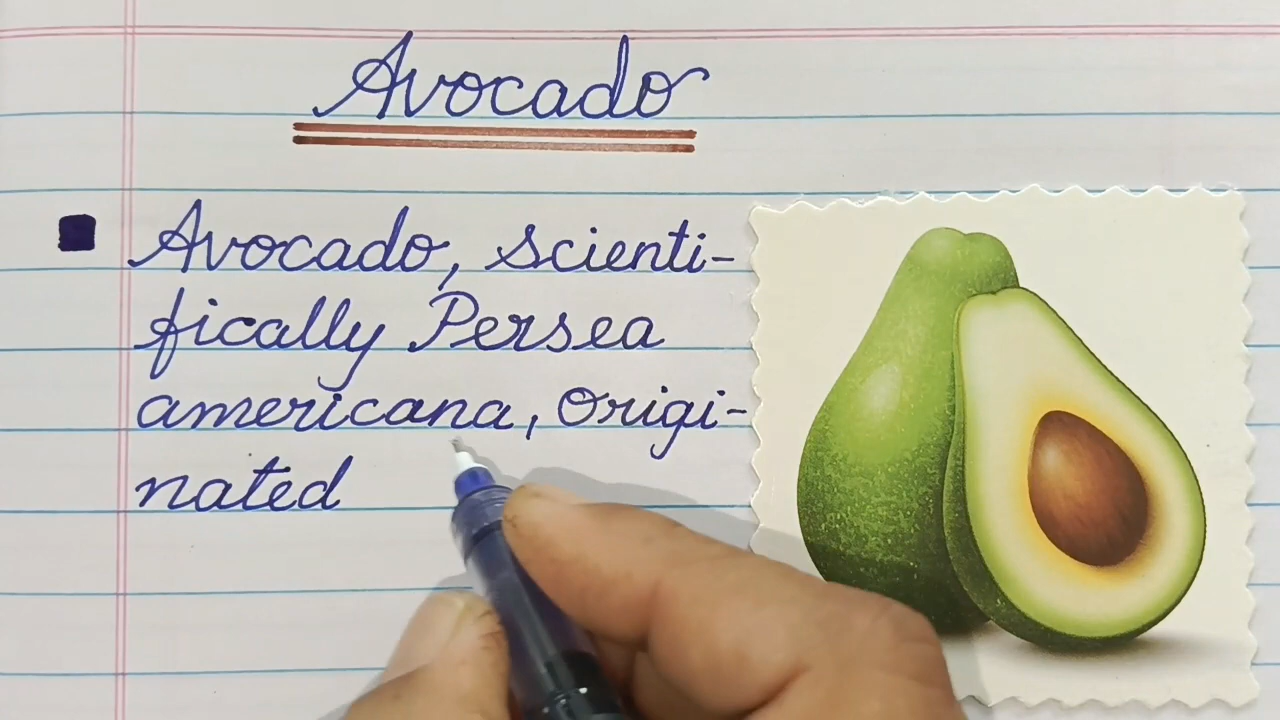 Avocado
Avocado, scienti-
fically Persea
americana, Origi-
nated